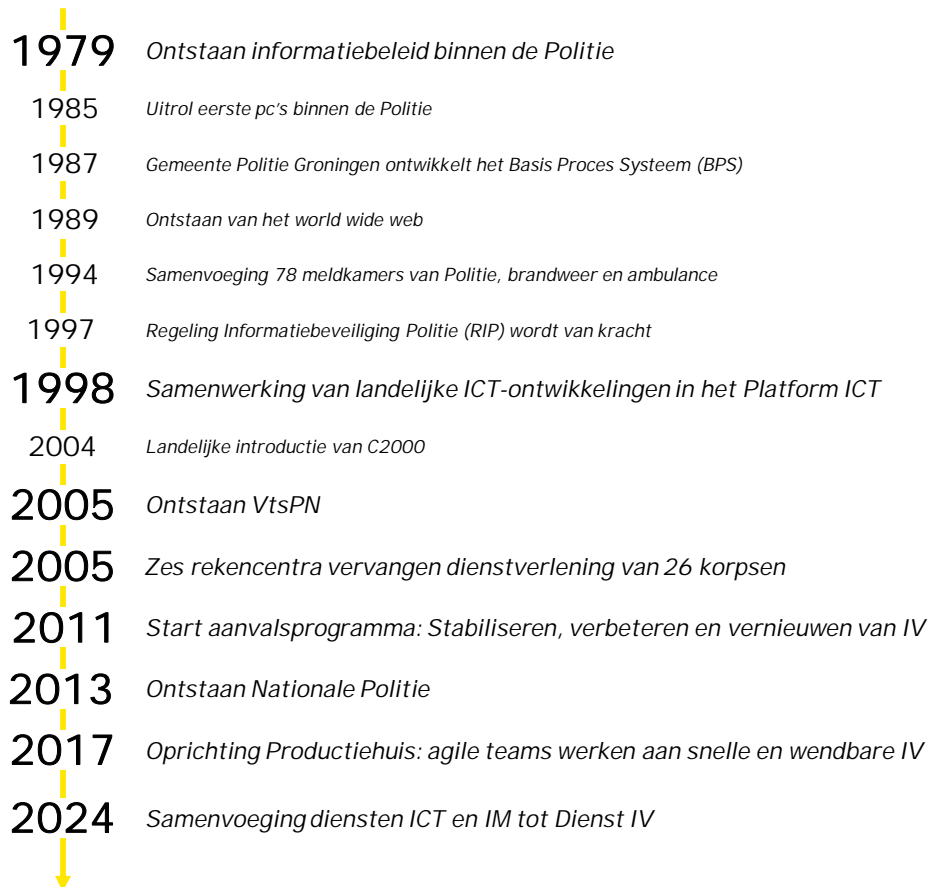 1979 Ontstaan informatiebeleid binnen de Politie
1985 Uitrol eerste pc's binnen de Politie
1987 Gemeente Politie Groningen ontwikkelt het Basis Proces Systeem (BPS)
1989 Ontstaan van het world wide web
1994 Samenvoeging 78 meldkamers van Politie, brandweer en ambulance
1997 Regeling Informatiebeveiliging Politie (RIP) wordt van kracht
1998 Samenwerking van landelijke ICT-ontwikkelingen in het Platform ICT
2004 Landelijke introductie van C2000
2005 Ontstaan VtsPN
2005 Zes rekencentra vervangen dienstverlening van 26 korpsen
2011 Start aanvalsprogramma: Stabiliseren, verbeteren en vernieuwen van IV
2013 Ontstaan Nationale Politie
2017 Oprichting Productiehuis: agile teams werken aan snelle en wendbare IV
2024 Samenvoeging diensten ICT en IM tot Dienst IV